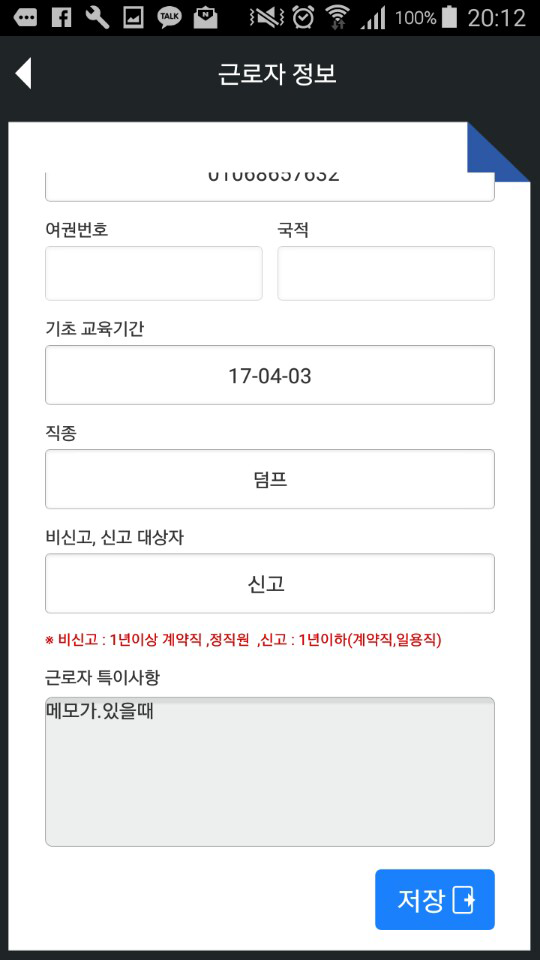 TALK
N
100%
20:12
근로자 정보
01068657632
여권번호 국적
기초 교육기간
17-04-03
직종
덤프
비신고, 신고 대상자
신고
※ 비신고 : 1년이상 계약직 ,정직원 ,신고 : 1년이하(계약직,일용직)
근로자 특이사항
메모가.있을때
저장